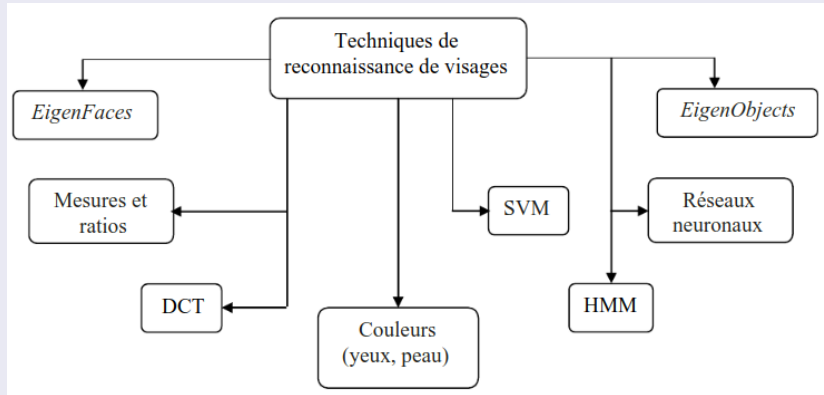 Techniques de
reconnaissance de visages
EigenFaces
EigenObjects
Mesures et
ratios
SVM
Réseaux
neuronaux
DCT
Couleurs
(yeux, peau)
HMM